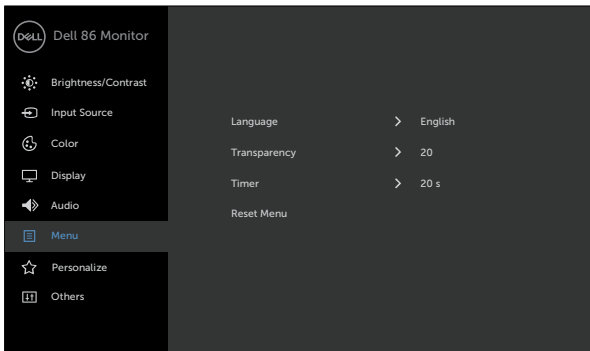 DELL Dell 86 Monitor
Brightness/Contrast
Input Source
Color
Display
Audio
Menu
Personalize
Others
Language > English
Transparency > 20
Timer > 20 s
Reset Menu